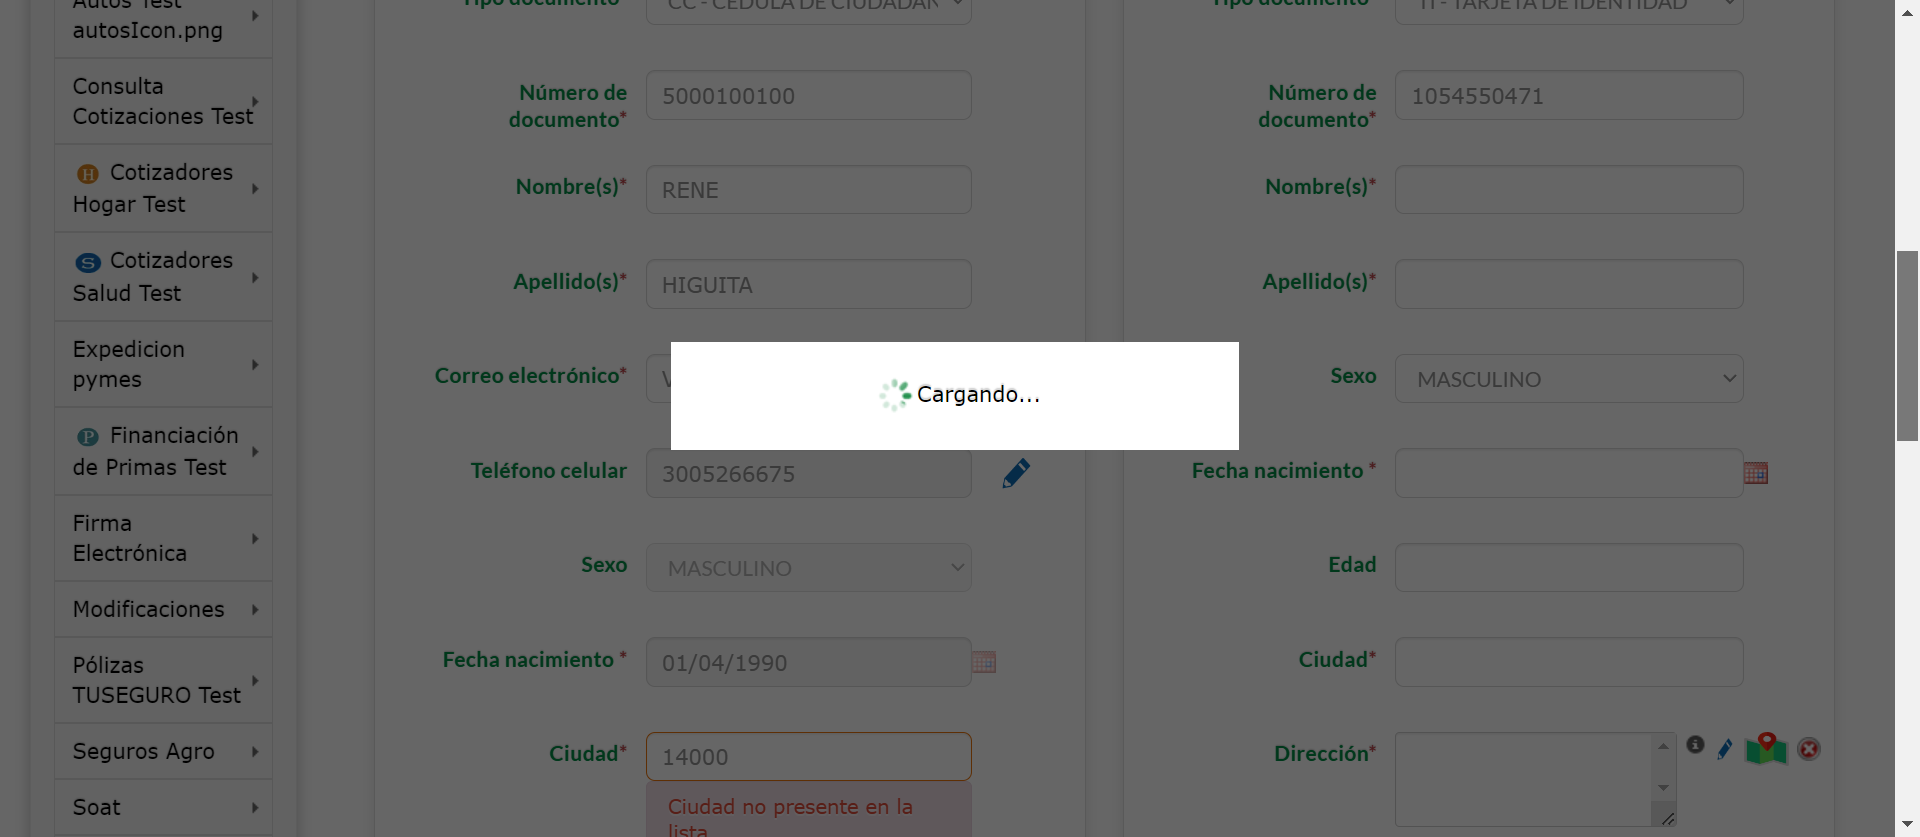 Autos Test
autosIcon.png
Consulta
Cotizaciones Test
H Cotizadores
Hogar Test
S Cotizadores
Salud Test
Expedicion
pymes
P Financiación
de Primas Test
Firma
Electrónica
Modificaciones
Pólizas
TUSEGURO Test
Seguros Agro
Soat
Tipo documento
CC - CEDULA DE CIUDADAN
Número de
documento*
5000100100
Nombre(s)*
RENE
Apellido(s)*
HIGUITA
Correo electrónico*
Teléfono celular
3005266675
Sexo
MASCULINO
Fecha nacimiento *
01/04/1990
Ciudad*
14000
Ciudad no presente en la
lista
Cargando...
Tipo documento
TI - TARJETA DE IDENTIDAD
Número de
documento*
1054550471
Nombre(s)*
Apellido(s)*
Sexo
MASCULINO
Fecha nacimiento *
Edad
Ciudad*
Dirección*